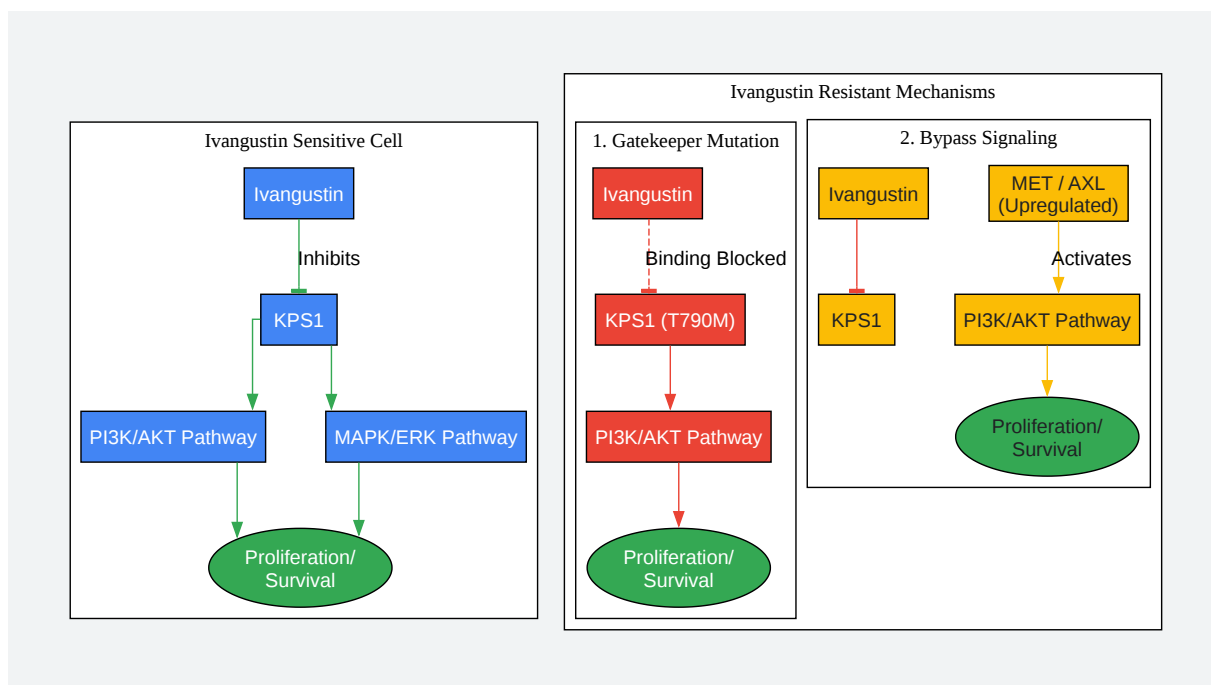 Ivangustin Sensitive Cell
Ivangustin
Inhibits
KPS1
PI3K/AKT Pathway
MAPK/ERK Pathway
Proliferation/
Survival
Ivangustin Resistant Mechanisms
1. Gatekeeper Mutation
Ivangustin
Binding Blocked
KPS1 (T790M)
PI3K/AKT Pathway
Proliferation/
Survival
2. Bypass Signaling
Ivangustin
KPS1
MET / AXL
(Upregulated)
Activates
PI3K/AKT Pathway
Proliferation/
Survival